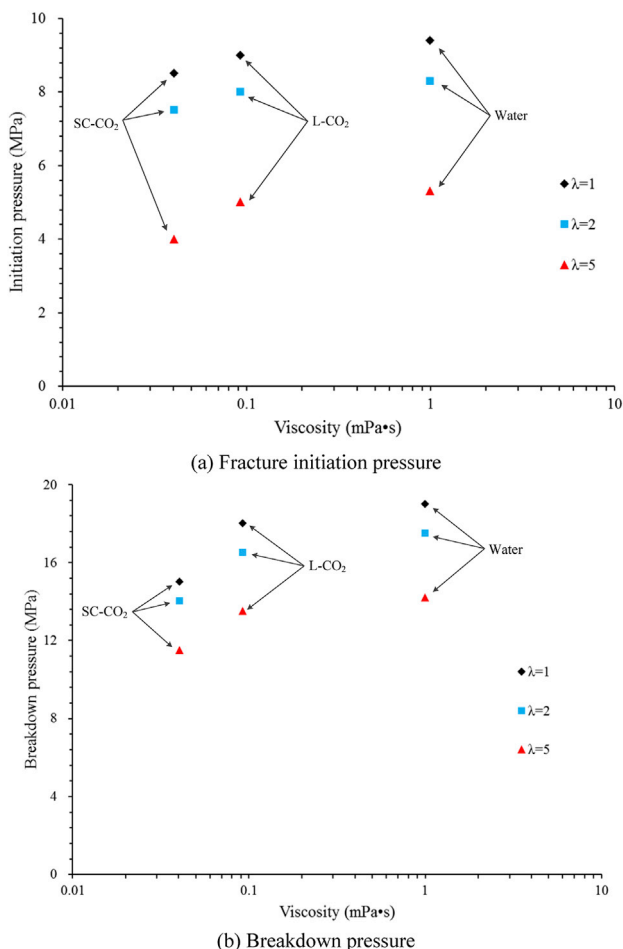 10
8
6
4
2
0
0.01
0.1
1
10
Initiation pressure (MPa)
Viscosity (mPa•s)
SC-CO₂
L-CO₂
Water
λ=1
λ=2
λ=5
(a) Fracture initiation pressure
20
16
12
8
4
0
0.01
0.1
1
10
Breakdown pressure (MPa)
Viscosity (mPa•s)
SC-CO₂
L-CO₂
Water
λ=1
λ=2
λ=5
(b) Breakdown pressure